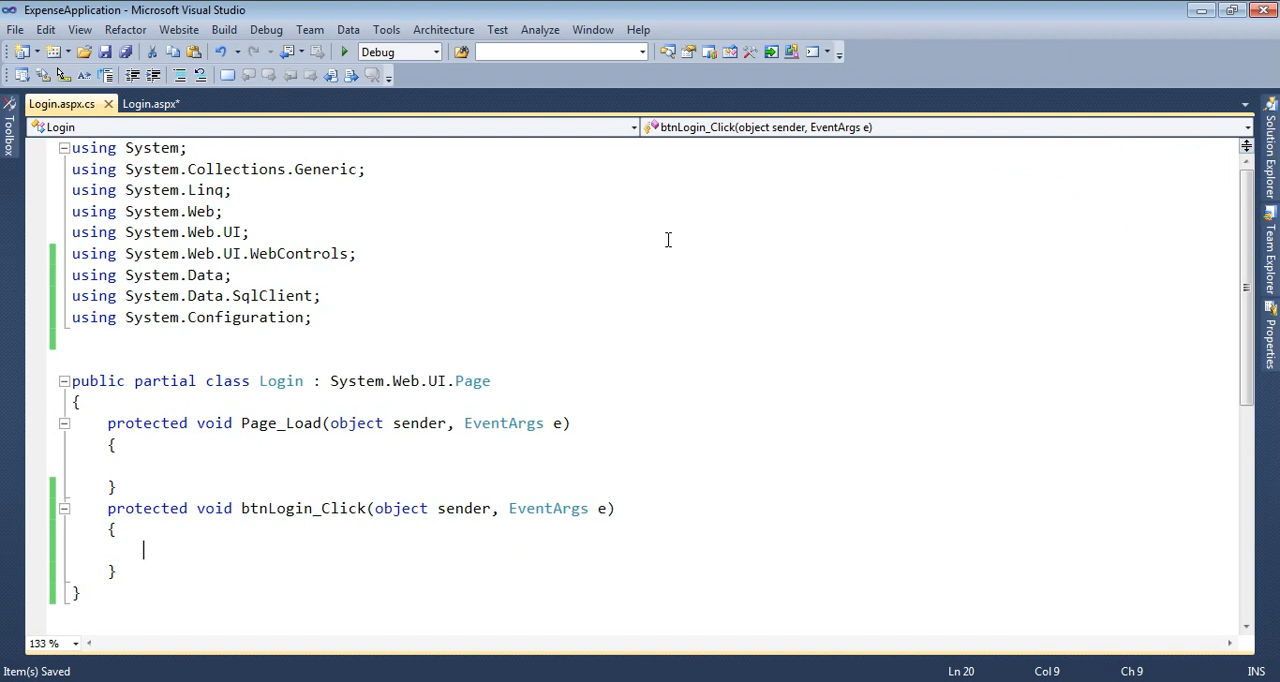 ExpenseApplication - Microsoft Visual Studio
File Edit View Refactor Website Build Debug Team Data Tools Architecture Test Analyze Window Help
Debug
Login.aspx.cs Login.aspx*
Toolbox
Login btnLogin_Click(object sender, EventArgs e)
using System;
using System.Collections.Generic;
using System.Linq;
using System.Web;
using System.Web.UI;
using System.Web.UI.WebControls;
using System.Data;
using System.Data.SqlClient;
using System.Configuration;
public partial class Login : System.Web.UI.Page
{
protected void Page_Load(object sender, EventArgs e)
{
}
protected void btnLogin_Click(object sender, EventArgs e)
{
}
}
Solution Explorer
Team Explorer
Properties
133 %
Item(s) Saved Ln 20 Col 9 Ch 9 INS